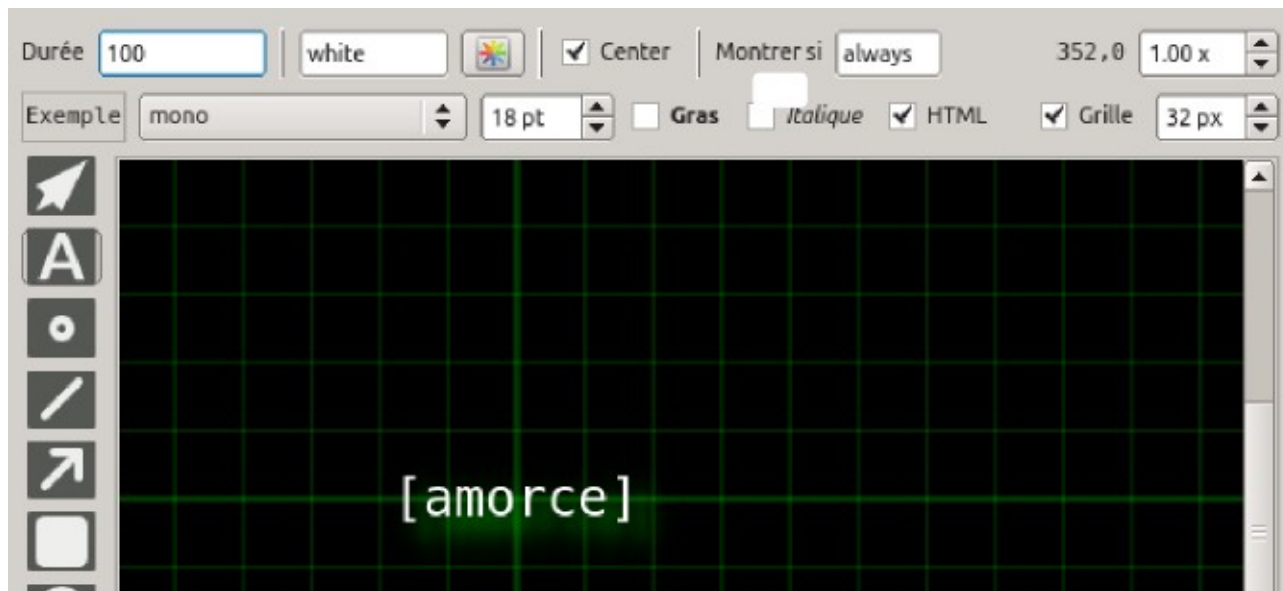 Durée 100 white Center Montrer si always 352,0 1.00 x
Exemple mono 18 pt Gras Italique HTML Grille 32 px
A
[amorce]